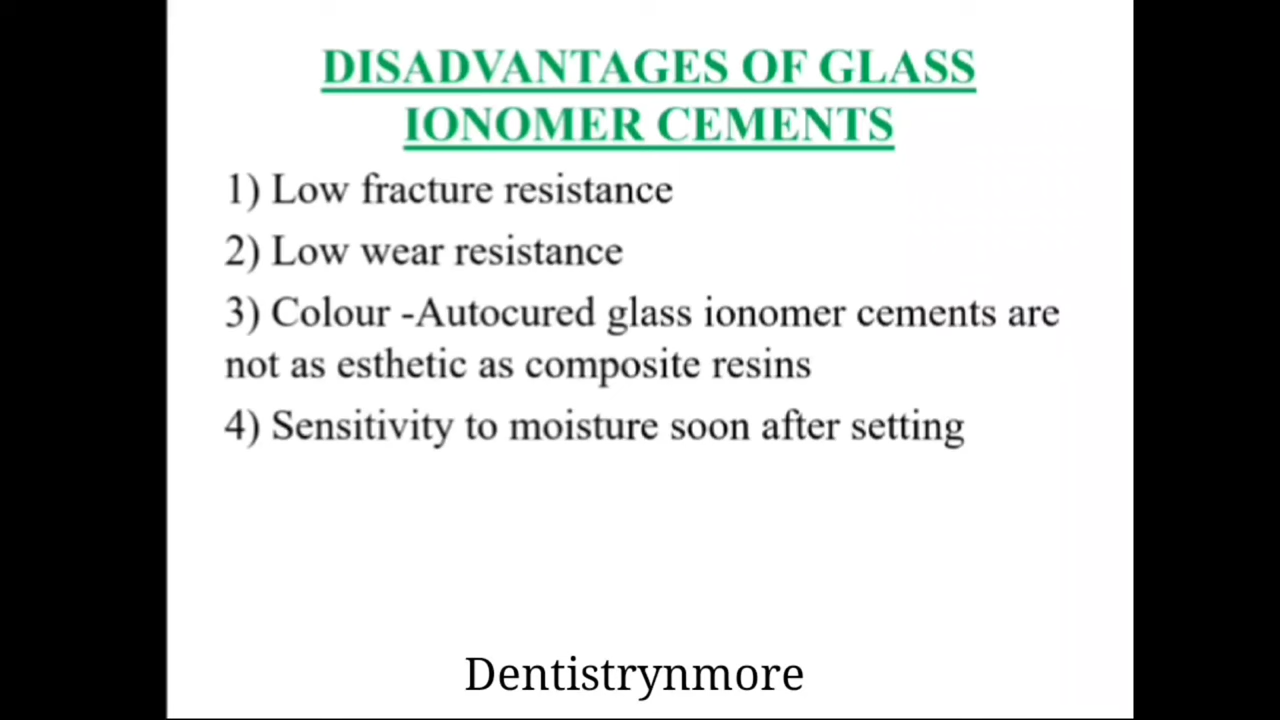 DISADVANTAGES OF GLASS
IONOMER CEMENTS
1) Low fracture resistance
2) Low wear resistance
3) Colour -Autocured glass ionomer cements are
not as esthetic as composite resins
4) Sensitivity to moisture soon after setting
Dentistrynmore